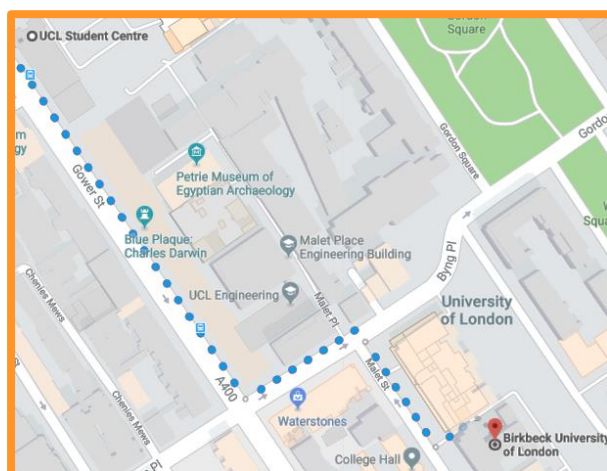 UCL Student Centre
Gordon
Square
Gordon Square
Gordo
Petrie Museum of
Egyptian Archaeology
Gower St
Blue Plaque:
Charles Darwin
Malet Place
Engineering Building
Byng Pl
UCL Engineering
Malet Pl
University
of London
Chenies Mews
Chenies Mews
A400
Malet St
Waterstones
College Hall
Birkbeck University
of London